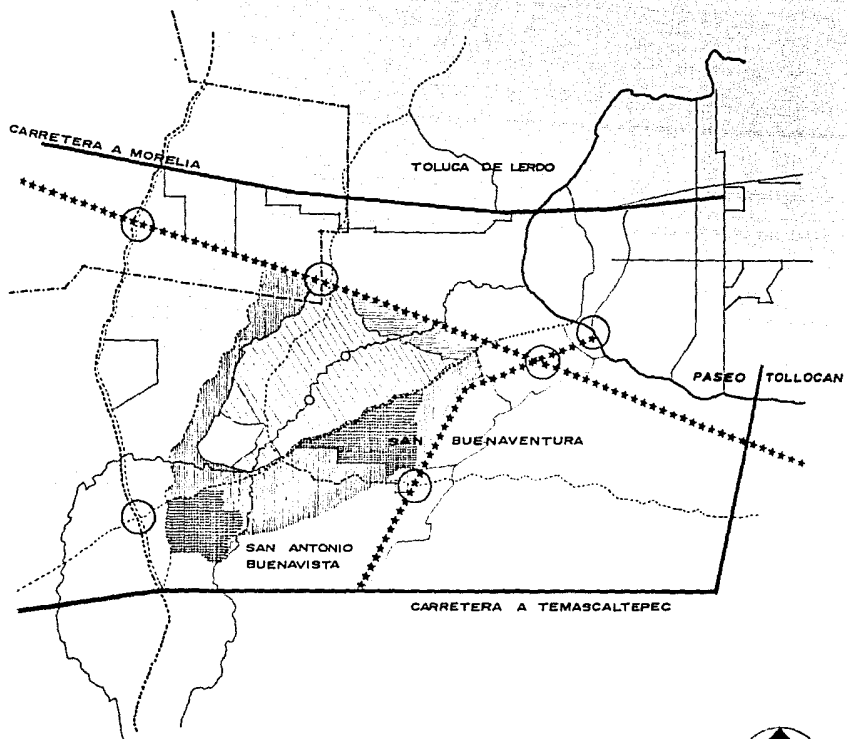 CARRETERA A MORELIA
TOLUCA DE LERDO
PASEO TOLLOCAN
SAN BUENAVENTURA
SAN ANTONIO
BUENAVISTA
CARRETERA A TEMASCALTEPEC